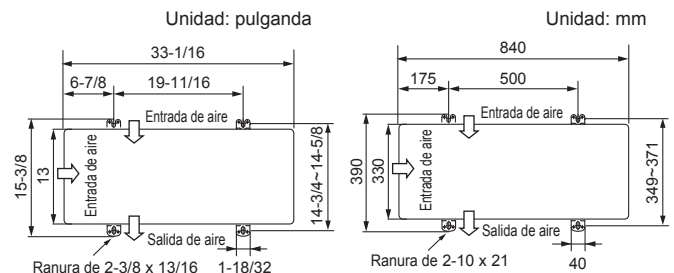 Unidad: pulganda
33-1/16
6-7/8
19-11/16
Entrada de aire
15-3/8
13
Entrada de aire
14-3/4~14-5/8
Salida de aire
Ranura de 2-3/8 x 13/16
1-18/32
Unidad: mm
840
175
500
Entrada de aire
390
330
Entrada de aire
349~371
Salida de aire
Ranura de 2-10 x 21
40